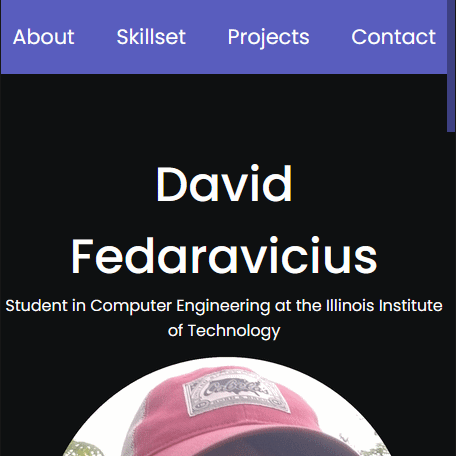 About Skillset Projects Contact
David
Fedaravicius
Student in Computer Engineering at the Illinois Institute
of Technology